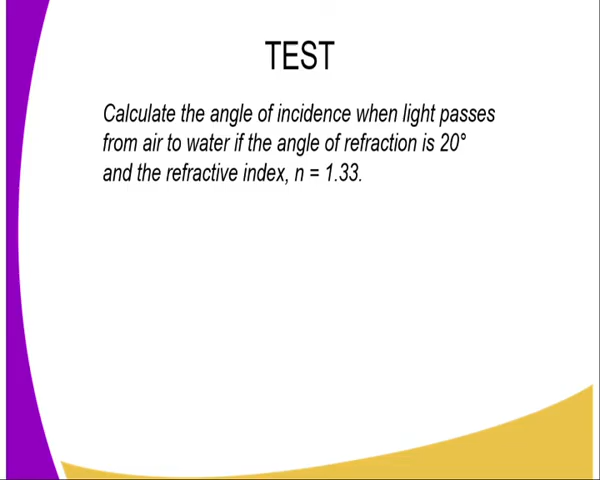 TEST
Calculate the angle of incidence when light passes
from air to water if the angle of refraction is 20°
and the refractive index, n = 1.33.